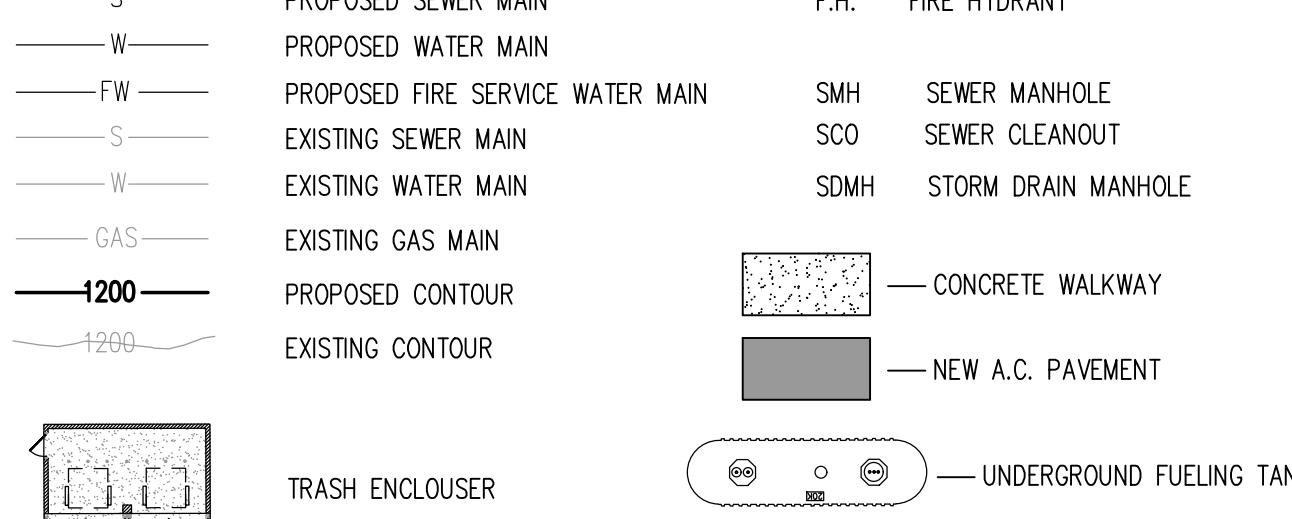 S PROPOSED SEWER MAIN
W PROPOSED WATER MAIN
FW PROPOSED FIRE SERVICE WATER MAIN
S EXISTING SEWER MAIN
W EXISTING WATER MAIN
GAS EXISTING GAS MAIN
1200 PROPOSED CONTOUR
1200 EXISTING CONTOUR
TRASH ENCLOUSER
F.H. FIRE HYDRANT
SMH SEWER MANHOLE
SCO SEWER CLEANOUT
SDMH STORM DRAIN MANHOLE
CONCRETE WALKWAY
NEW A.C. PAVEMENT
20K
UNDERGROUND FUELING TAN